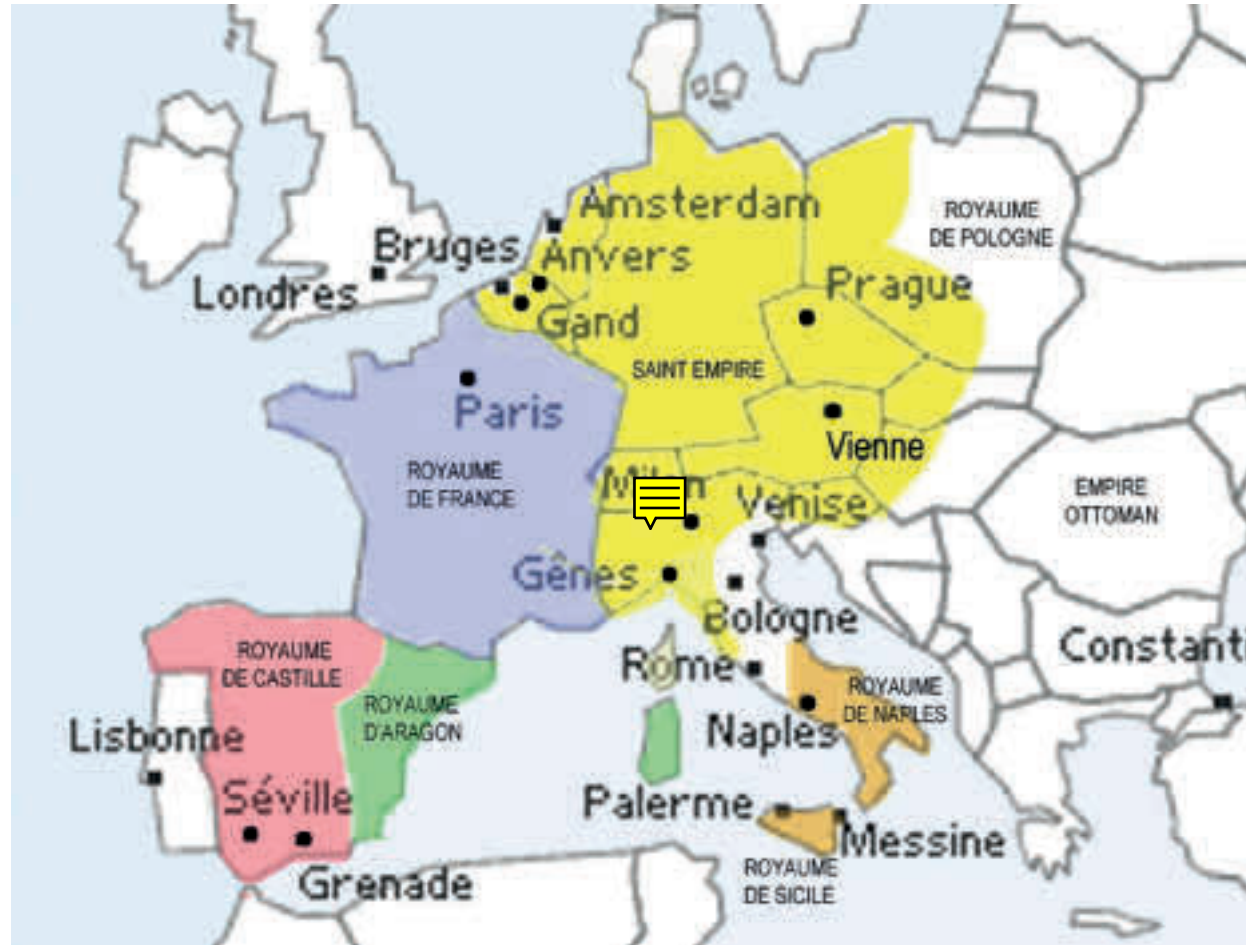 Amsterdam
ROYAUME
DE POLOGNE
Bruges
Anvers
Londres
Prague
Gand
SAINT EMPIRE
Paris
Vienne
ROYAUME
DE FRANCE
Venise
EMPIRE
OTTOMAN
Gênes
Bologne
ROYAUME
DE CASTILLE
Rome
Constanti
ROYAUME
DE NAPLES
ROYAUME
D'ARAGON
Lisbonne
Naples
Séville
Palerme
Messine
ROYAUME
DE SICILE
Grenade